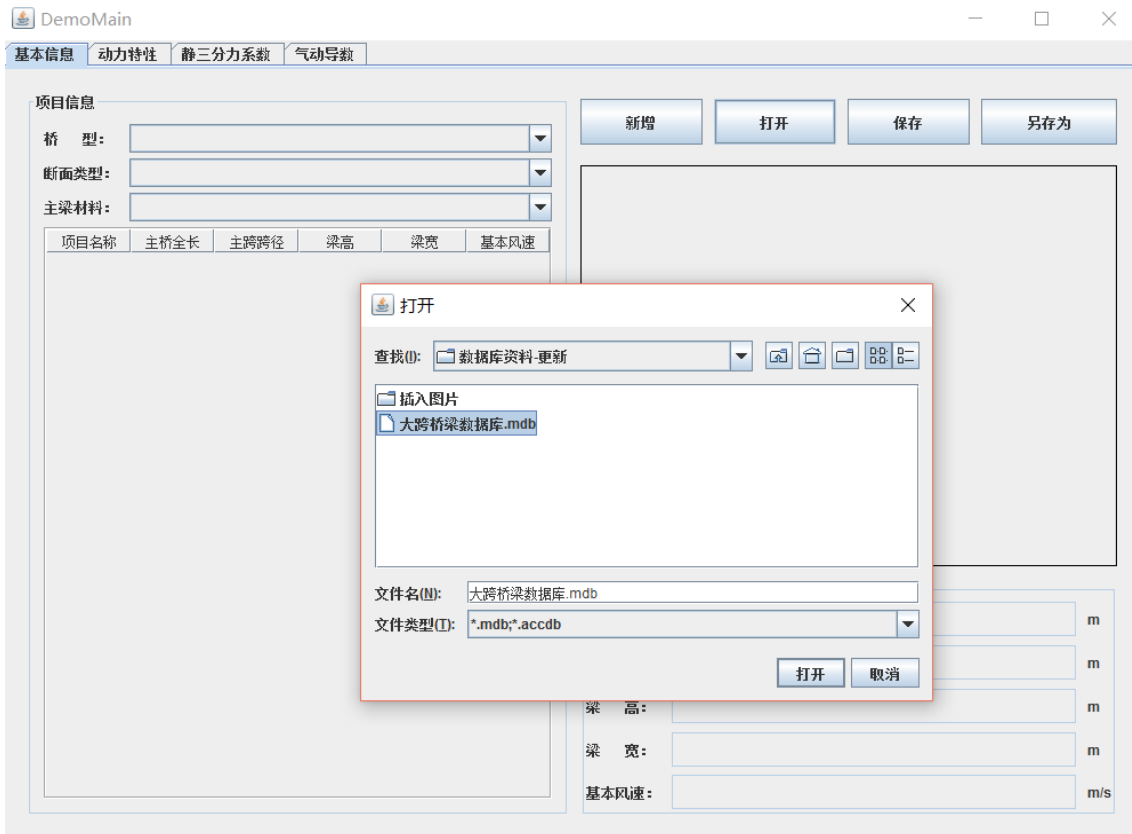 DemoMain
基本信息 动力特性 静三分力系数 气动导数
项目信息
新增 打开 保存 另存为
桥 型：
断面类型：
主梁材料：
项目名称 主桥全长 主跨跨径 梁高 梁宽 基本风速
打开
查找(I): 数据库资料-更新
插入图片
大跨桥梁数据库.mdb
文件名(N): 大跨桥梁数据库.mdb
文件类型(T): *.mdb;*.accdb
打开 取消
m
m
梁 高： m
梁 宽： m
基本风速： m/s